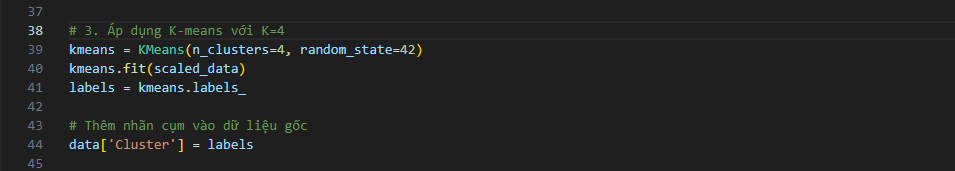 37
38 # 3. Áp dụng K-means với K=4
39 kmeans = KMeans(n_clusters=4, random_state=42)
40 kmeans.fit(scaled_data)
41 labels = kmeans.labels_
42
43 # Thêm nhãn cụm vào dữ liệu gốc
44 data['Cluster'] = labels
45